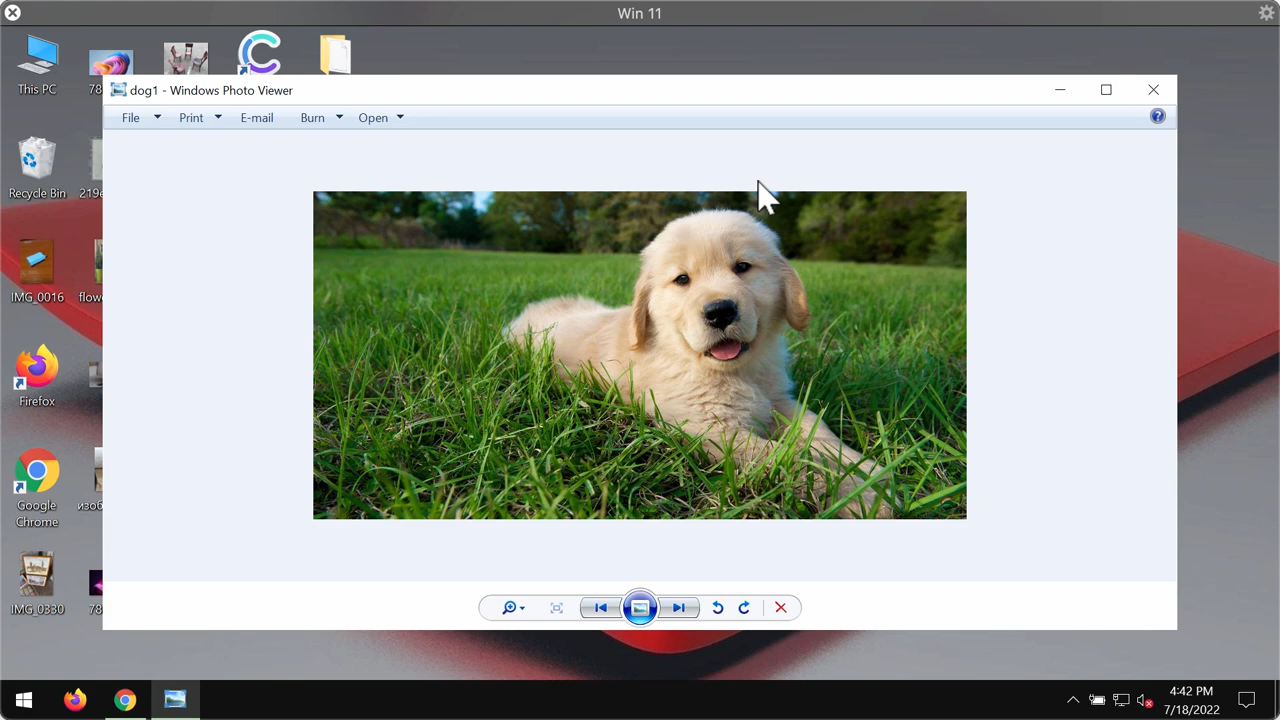 Win 11
This PC
78
dog1 - Windows Photo Viewer
File Print E-mail Burn Open
Recycle Bin
219e
IMG_0016
flow
Firefox
Google
Chrome
изоб
IMG_0330
78
4:42 PM
7/18/2022